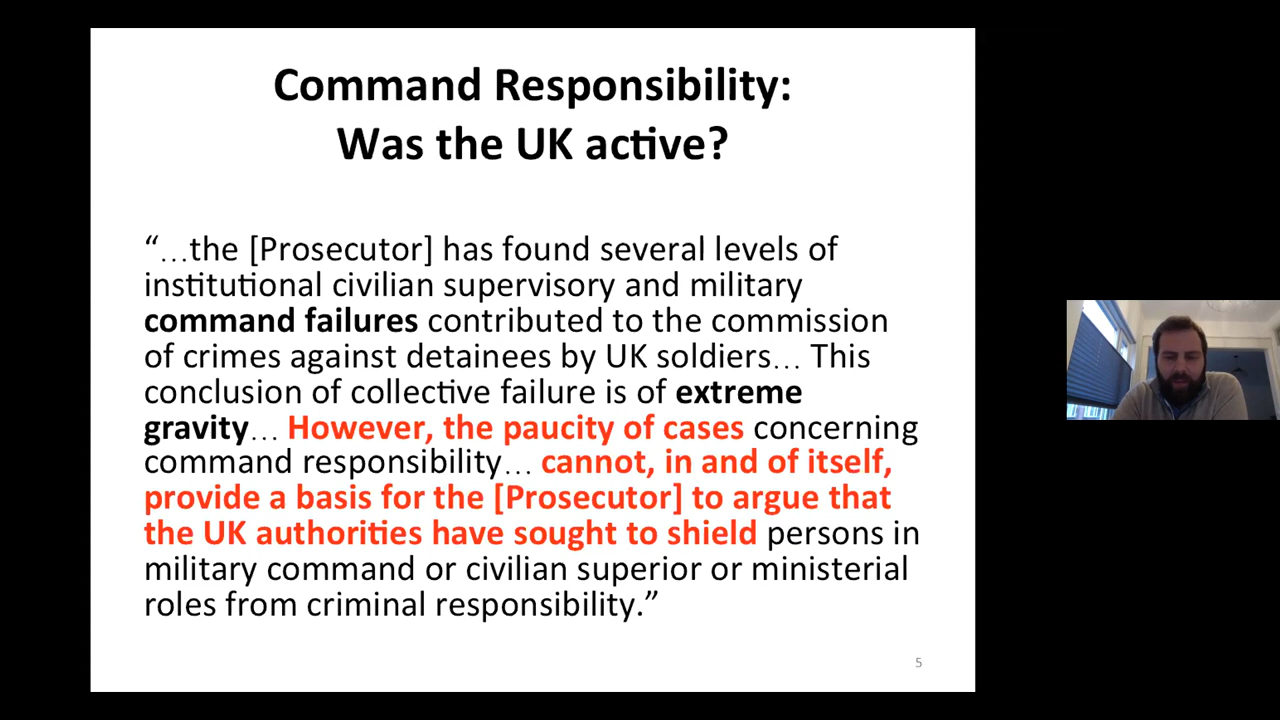 Command Responsibility:
Was the UK active?
“…the [Prosecutor] has found several levels of
institutional civilian supervisory and military
command failures contributed to the commission
of crimes against detainees by UK soldiers… This
conclusion of collective failure is of extreme
gravity… However, the paucity of cases concerning
command responsibility… cannot, in and of itself,
provide a basis for the [Prosecutor] to argue that
the UK authorities have sought to shield persons in
military command or civilian superior or ministerial
roles from criminal responsibility.”
5